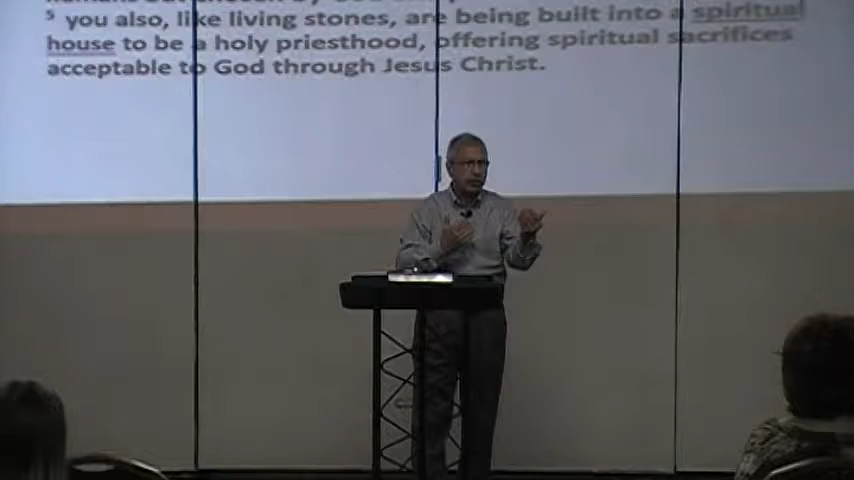 ⁵ you also, like living stones, are being built into a spiritual
house to be a holy priesthood, offering spiritual sacrifices
acceptable to God through Jesus Christ.